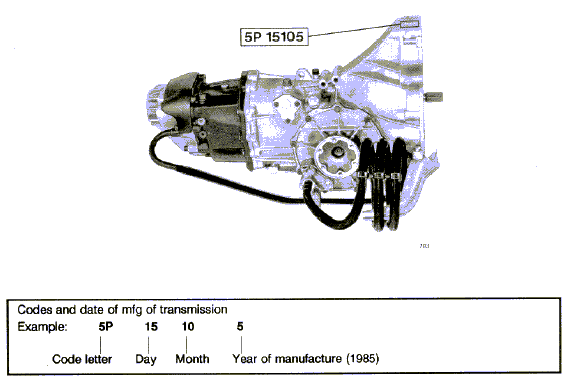 5P 15105
703
Codes and date of mfg of transmission
Example: 5P 15 10 5
Code letter Day Month Year of manufacture (1985)